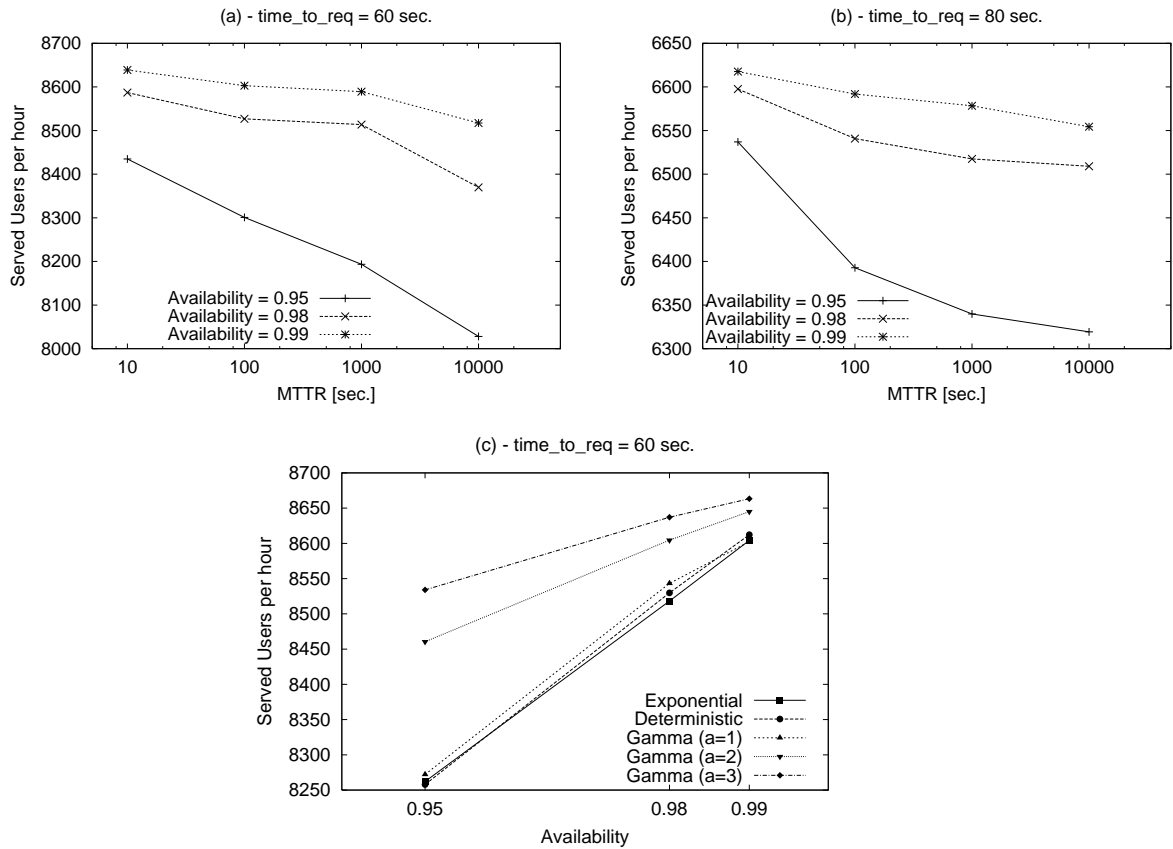 (a) - time_to_req = 60 sec.
Served Users per hour
8700
8600
8500
8400
8300
8200
8100
8000
Availability = 0.95
Availability = 0.98
Availability = 0.99
10 100 1000 10000
MTTR [sec.]
(b) - time_to_req = 80 sec.
Served Users per hour
6650
6600
6550
6500
6450
6400
6350
6300
Availability = 0.95
Availability = 0.98
Availability = 0.99
10 100 1000 10000
MTTR [sec.]
(c) - time_to_req = 60 sec.
Served Users per hour
8700
8650
8600
8550
8500
8450
8400
8350
8300
8250
Exponential
Deterministic
Gamma (a=1)
Gamma (a=2)
Gamma (a=3)
0.95 0.98 0.99
Availability